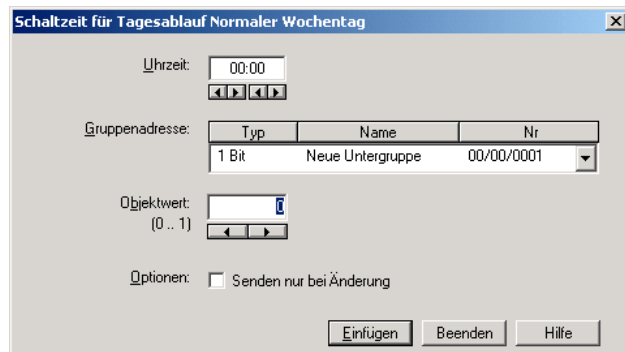 Schaltzeit für Tagesablauf Normaler Wochentag
Uhrzeit: 00:00
Gruppenadresse: Typ Name Nr
1 Bit Neue Untergruppe 00/00/0001
Objektwert: 0
(0 .. 1)
Optionen: Senden nur bei Änderung
Einfügen Beenden Hilfe